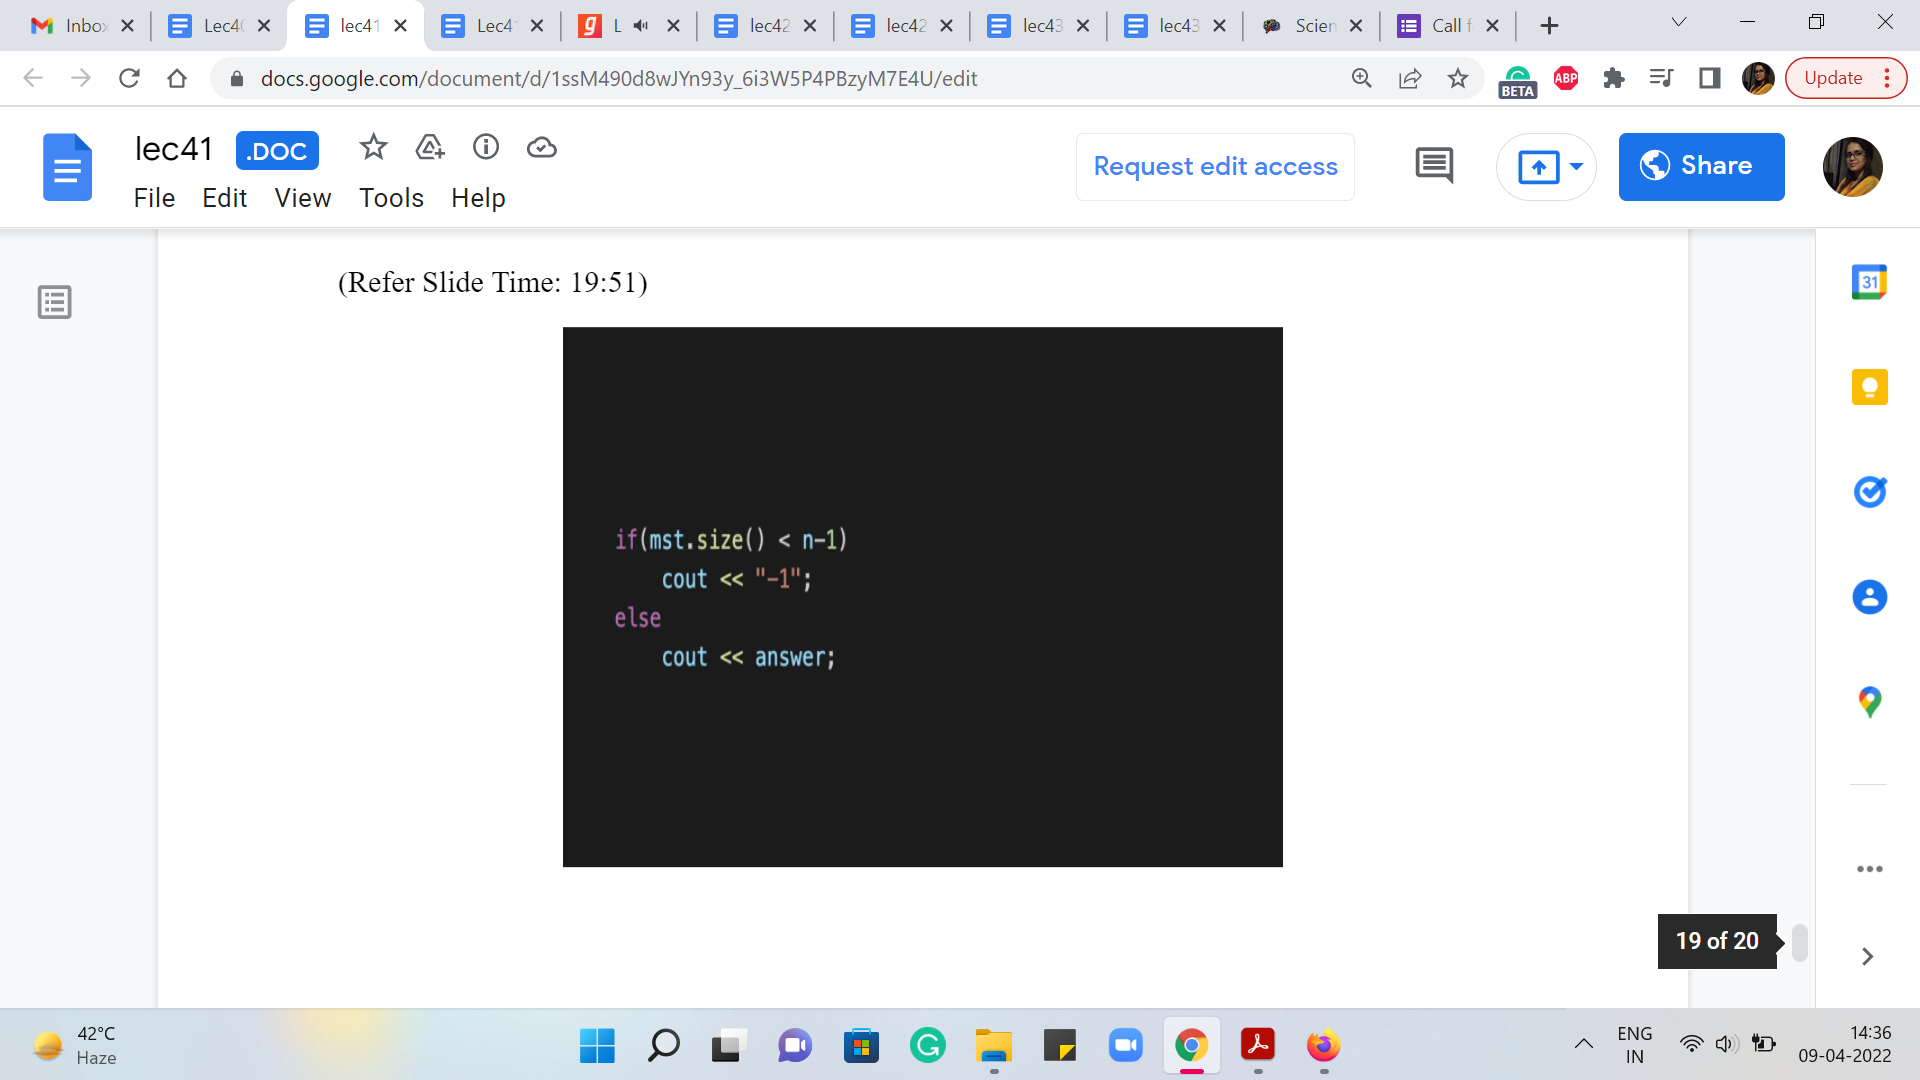 Inbox
Lec40
lec41
Lec41
L
lec42
lec42
lec43
lec43
Scien
Call f
docs.google.com/document/d/1ssM490d8wJYn93y_6i3W5P4PBzyM7E4U/edit
BETA
ABP
Update
lec41
.DOC
Request edit access
Share
File Edit View Tools Help
31
(Refer Slide Time: 19:51)
if(mst.size() < n-1)
cout << "-1";
else
cout << answer;
19 of 20
42°C
Haze
ENG
IN
14:36
09-04-2022